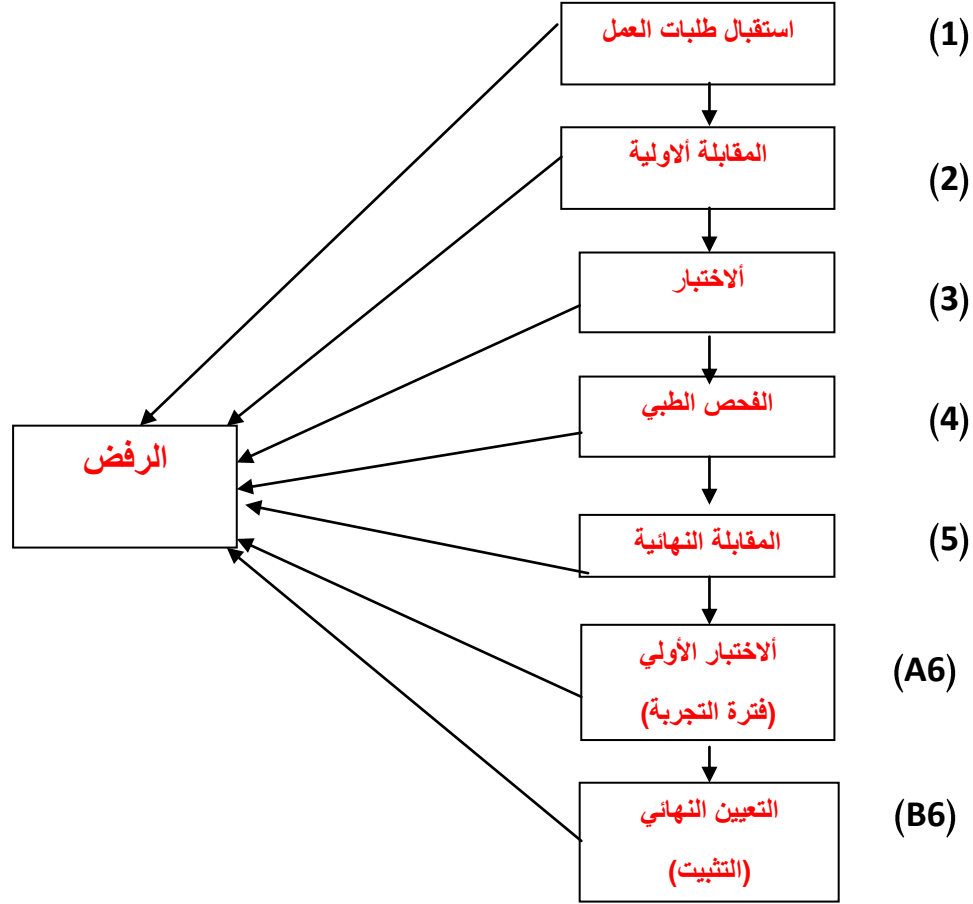 استقبال طلبات العمل
(1)
المقابلة ألاولية
(2)
ألاختبار
(3)
الفحص الطبي
(4)
الرفض
المقابلة النهائية
(5)
ألاختبار الأولي
(فترة التجربة)
(A6)
التعيين النهائي
(التثبيت)
(B6)